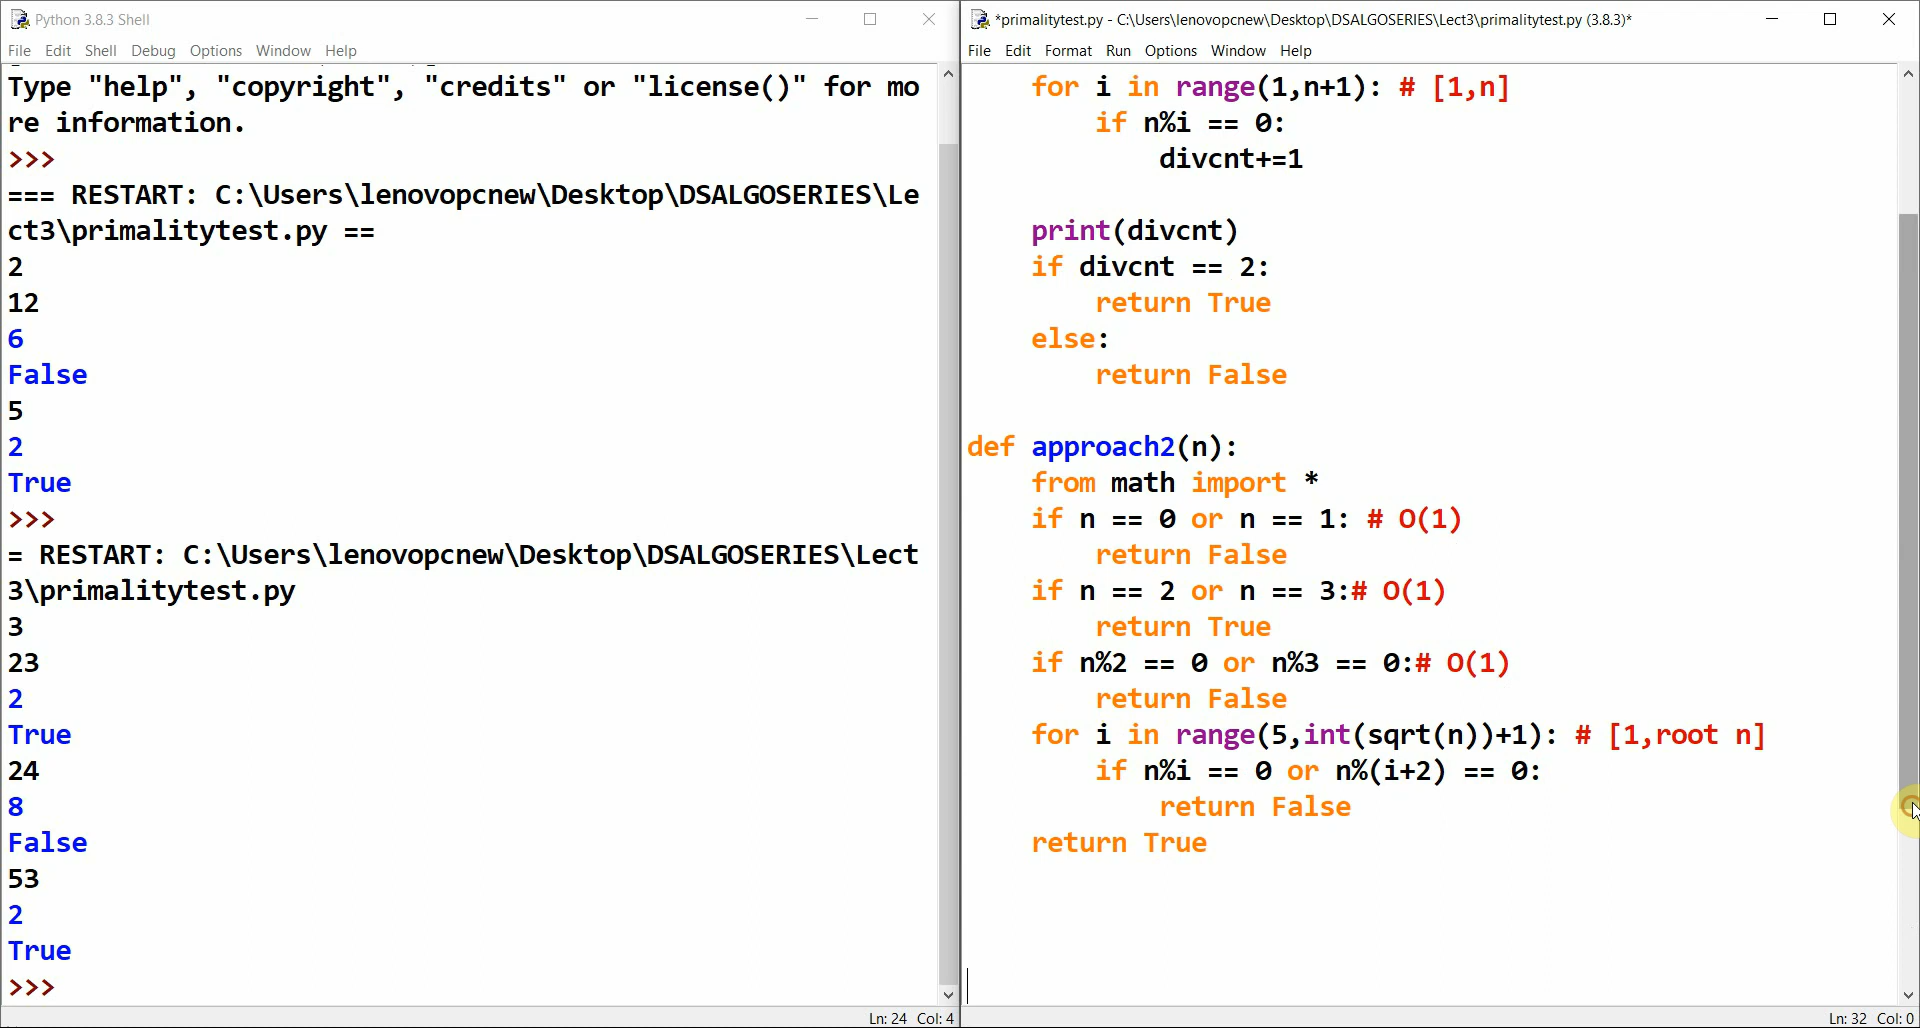 Python 3.8.3 Shell
File Edit Shell Debug Options Window Help
Type "help", "copyright", "credits" or "license()" for mo
re information.
>>>
=== RESTART: C:\Users\lenovopcnew\Desktop\DSALGOSERIES\Le
ct3\primalitytest.py ==
2
12
6
False
5
2
True
>>>
= RESTART: C:\Users\lenovopcnew\Desktop\DSALGOSERIES\Lect
3\primalitytest.py
3
23
2
True
24
8
False
53
2
True
>>>
Ln: 24 Col: 4
*primalitytest.py - C:\Users\lenovopcnew\Desktop\DSALGOSERIES\Lect3\primalitytest.py (3.8.3)*
File Edit Format Run Options Window Help
    for i in range(1,n+1): # [1,n]
        if n%i == 0:
            divcnt+=1
    print(divcnt)
    if divcnt == 2:
        return True
    else:
        return False
def approach2(n):
    from math import *
    if n == 0 or n == 1: # O(1)
        return False
    if n == 2 or n == 3:# O(1)
        return True
    if n%2 == 0 or n%3 == 0:# O(1)
        return False
    for i in range(5,int(sqrt(n))+1): # [1,root n]
        if n%i == 0 or n%(i+2) == 0:
            return False
    return True
Ln: 32 Col: 0